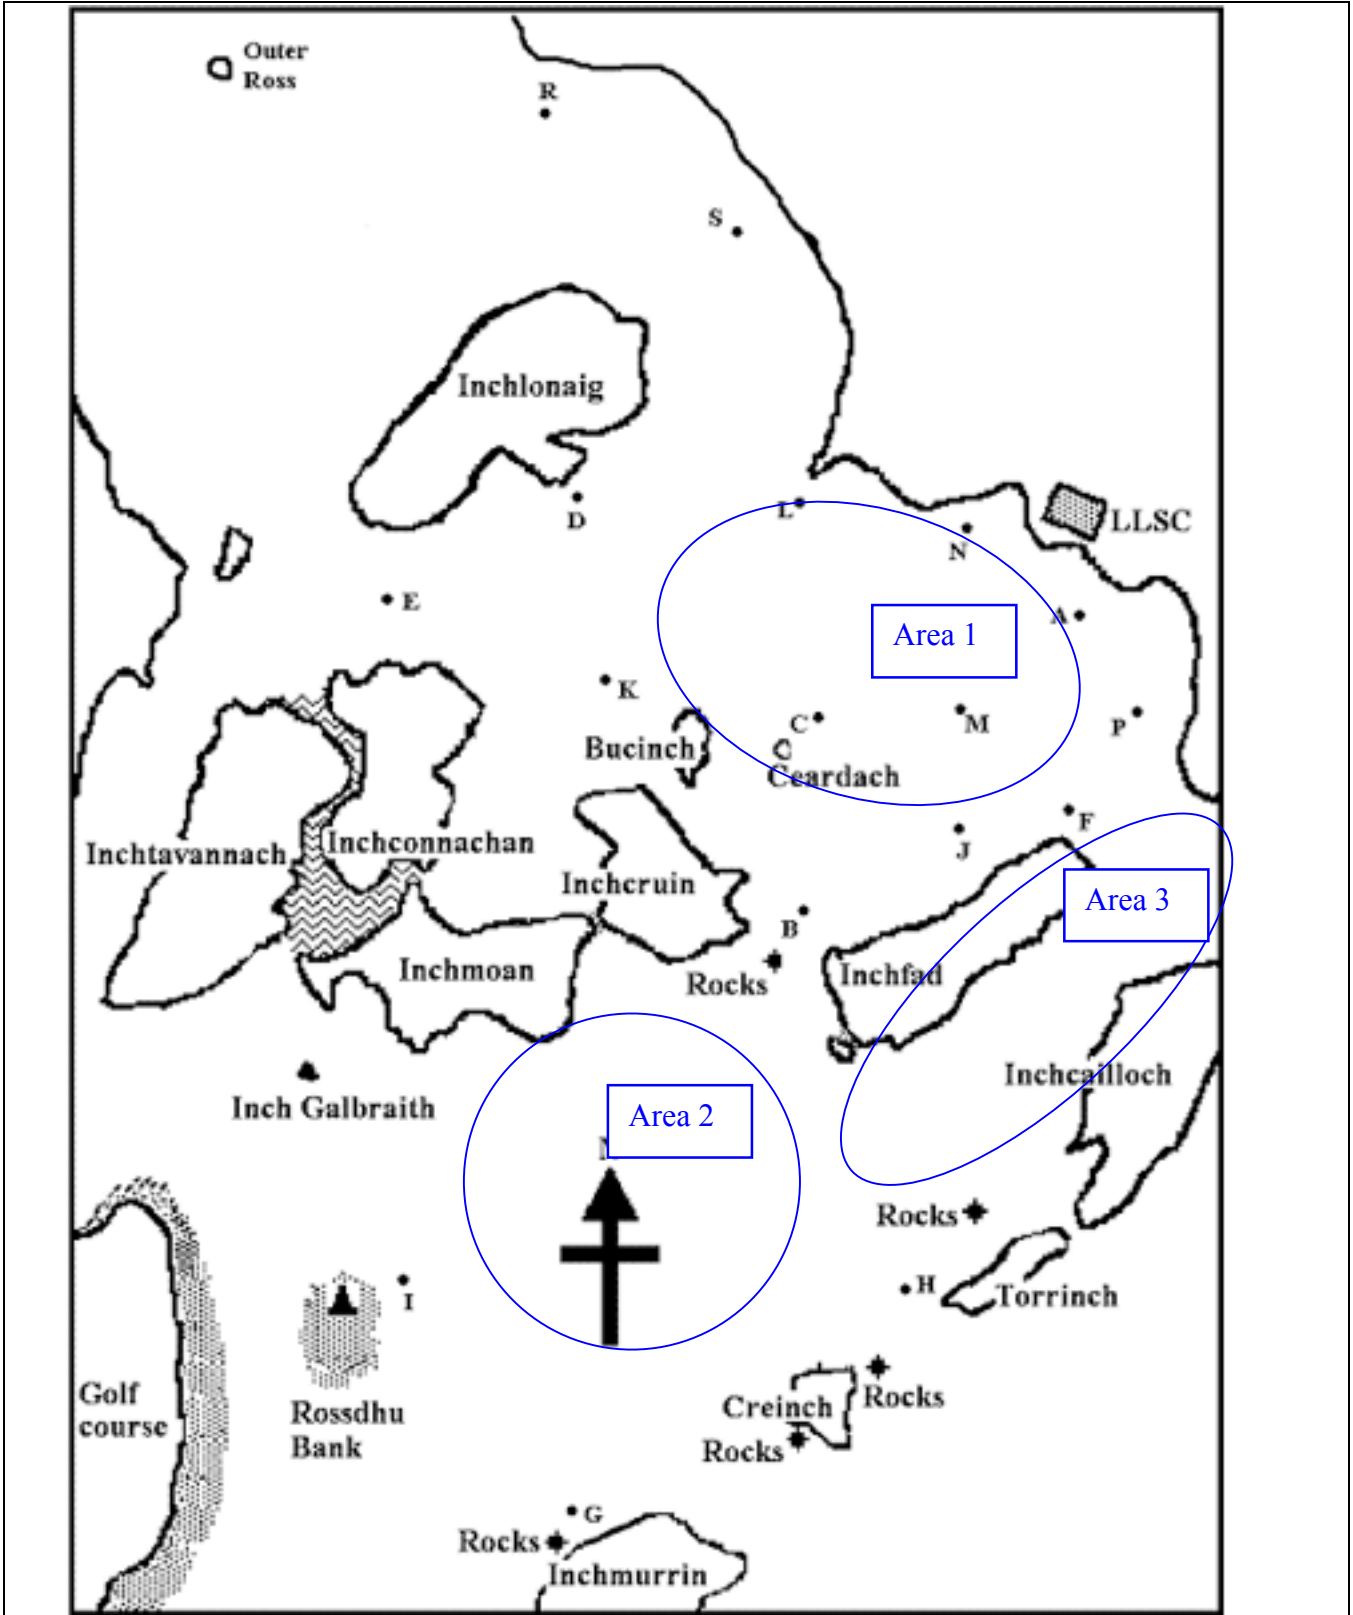 Outer
Ross
R
S
Inchlonaig
L
D
LLSC
N
E
A
Area 1
K
C
M
P
Bucinch
Ceardach
F
Inchtavannach
Inchconnachan
J
Inchcruin
Area 3
B
Inchmoan
Rocks
Inchfad
Inchcailloch
Inch Galbraith
Area 2
Rocks
I
H
Torrinch
Golf
course
Rossdhu
Bank
Creinch
Rocks
Rocks
G
Rocks
Inchmurrin